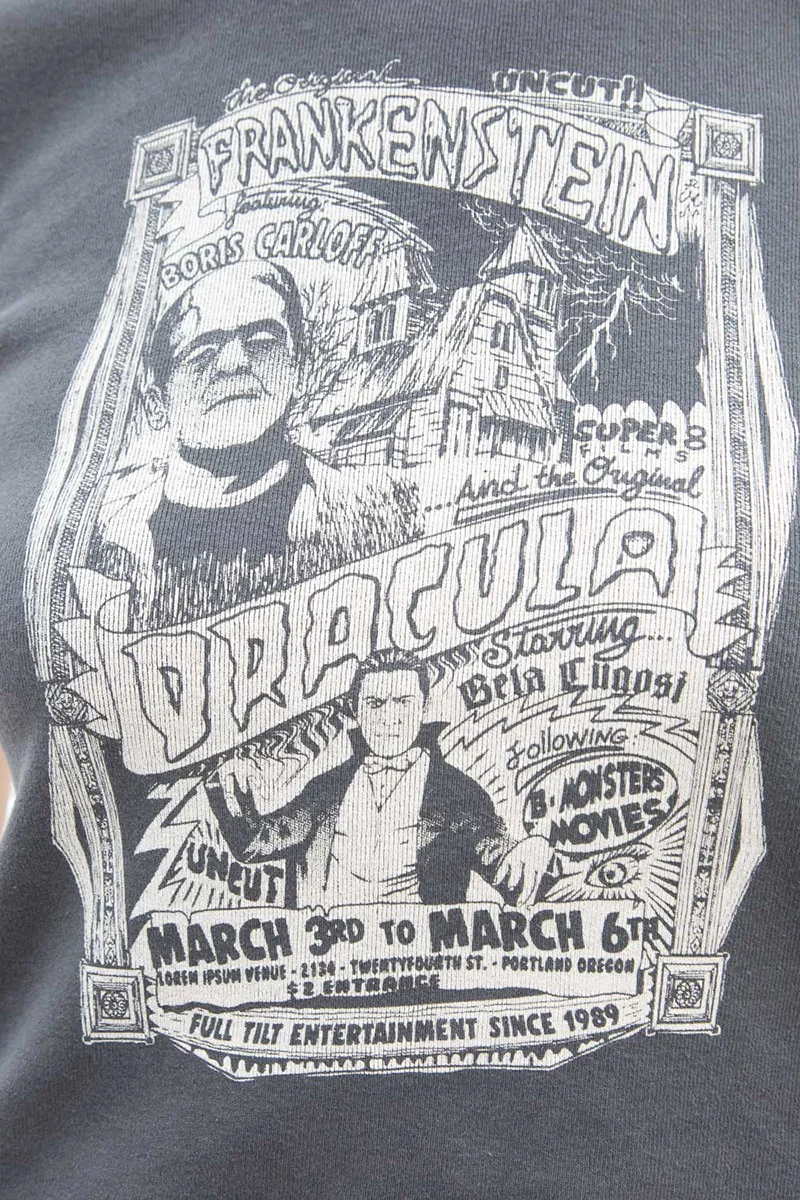 the Original
UNCUT!!
FRANKENSTEIN
featuring
BORIS CARLOFF
SUPER 8
FILMS
...And the Original
DRACULA
Starring...
Bela Lugosi
following:
B-MONSTERS
MOVIES
UNCUT
MARCH 3RD TO MARCH 6TH
LOREM IPSUM VENUE - 2134 - TWENTYFOURTH ST. - PORTLAND OREGON
$2 ENTRANCE
FULL TILT ENTERTAINMENT SINCE 1989